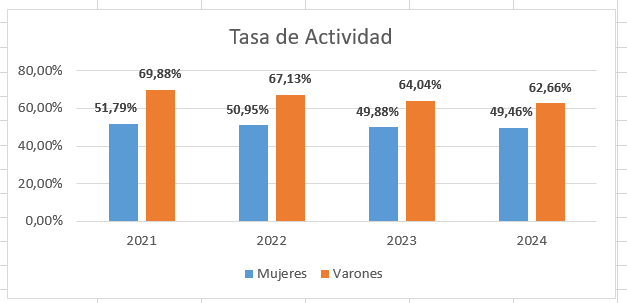 Tasa de Actividad
80,00%
60,00%
40,00%
20,00%
0,00%
51,79% 69,88% 50,95% 67,13% 49,88% 64,04% 49,46% 62,66%
2021 2022 2023 2024
Mujeres Varones